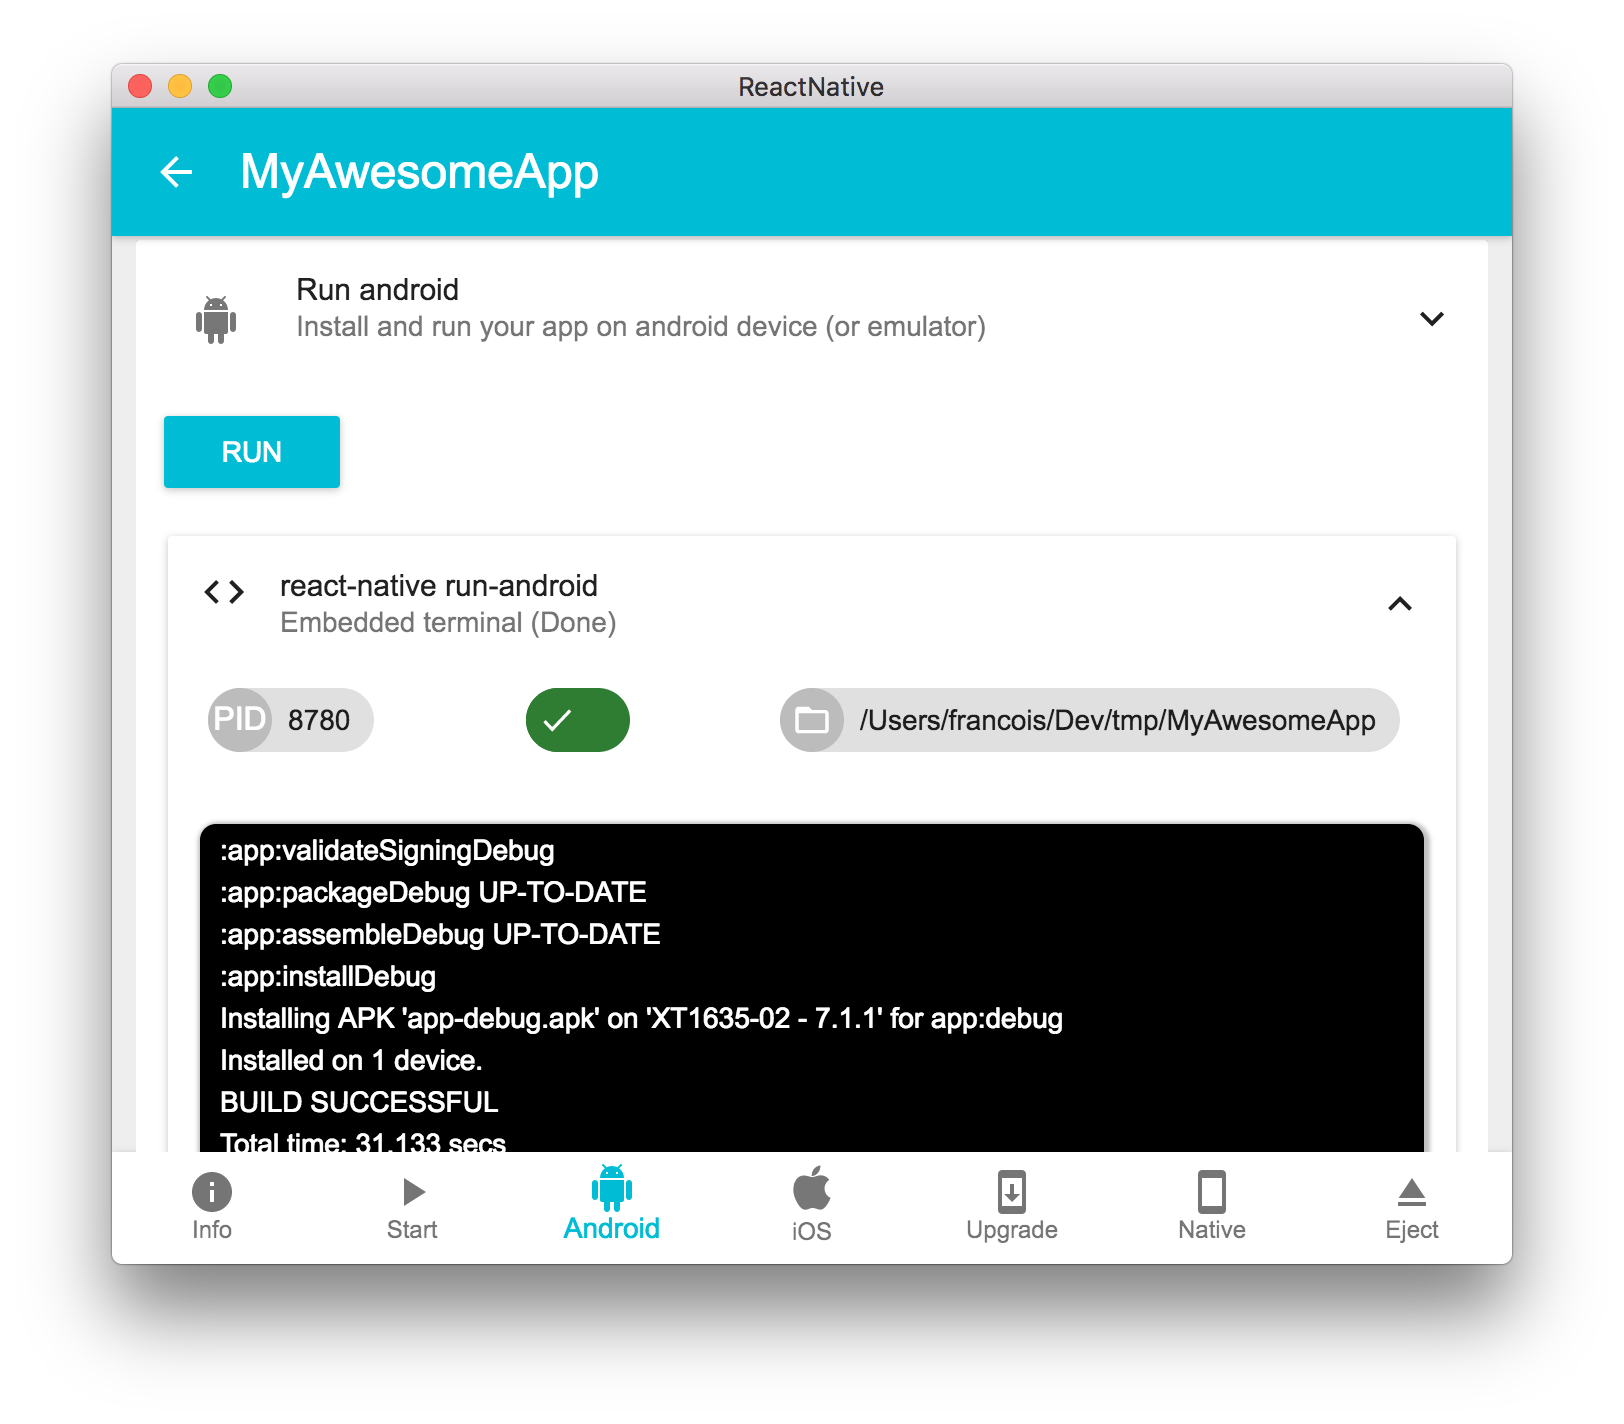 ReactNative
MyAwesomeApp
Run android
Install and run your app on android device (or emulator)
RUN
react-native run-android
Embedded terminal (Done)
PID 8780
/Users/francois/Dev/tmp/MyAwesomeApp
:app:validateSigningDebug
:app:packageDebug UP-TO-DATE
:app:assembleDebug UP-TO-DATE
:app:installDebug
Installing APK 'app-debug.apk' on 'XT1635-02 - 7.1.1' for app:debug
Installed on 1 device.
BUILD SUCCESSFUL
Total time: 31.133 secs
Info
Start
Android
iOS
Upgrade
Native
Eject